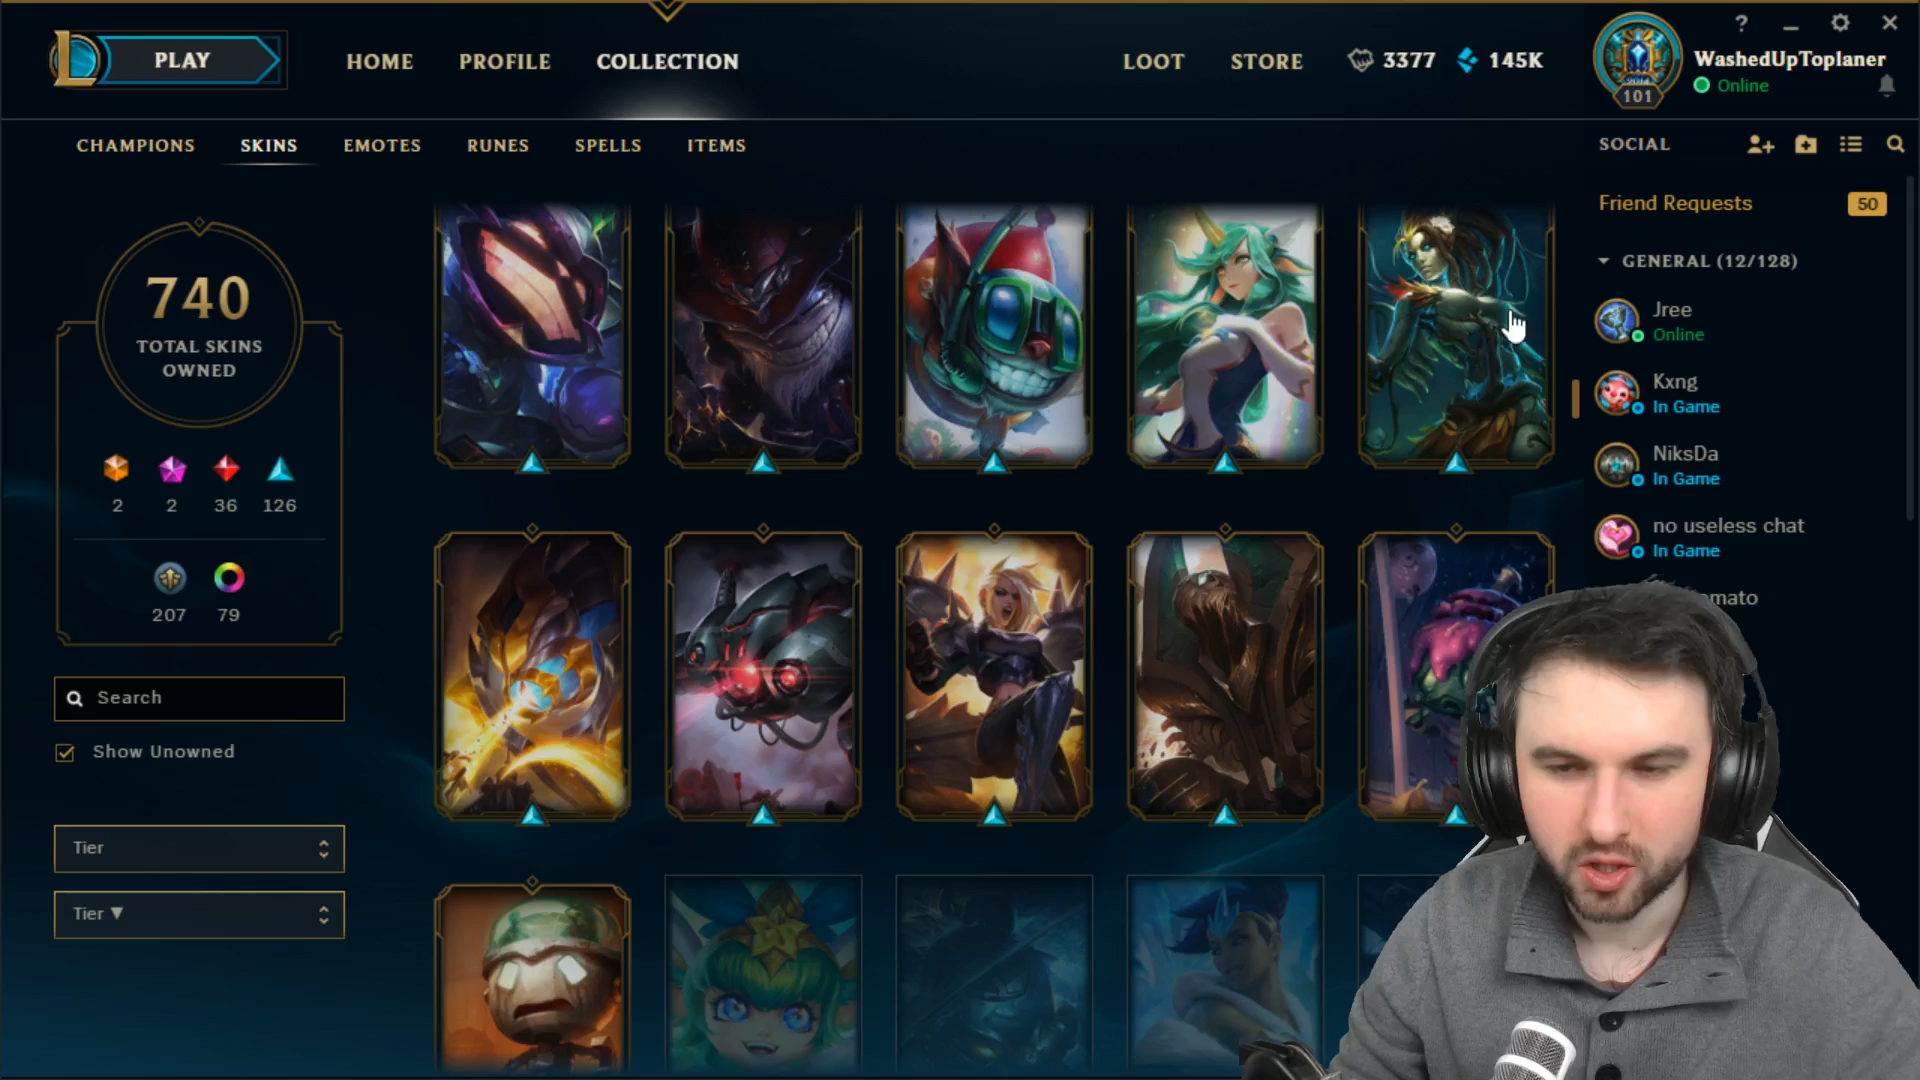 PLAY
HOME
PROFILE
COLLECTION
LOOT
STORE
3377
145K
WashedUpToplaner
Online
101
CHAMPIONS
SKINS
EMOTES
RUNES
SPELLS
ITEMS
SOCIAL
Friend Requests
50
GENERAL (12/128)
Jree
Online
Kxng
In Game
NiksDa
In Game
no useless chat
In Game
740
TOTAL SKINS
OWNED
2
2
36
126
207
79
Search
Show Unowned
Tier
Tier ▼